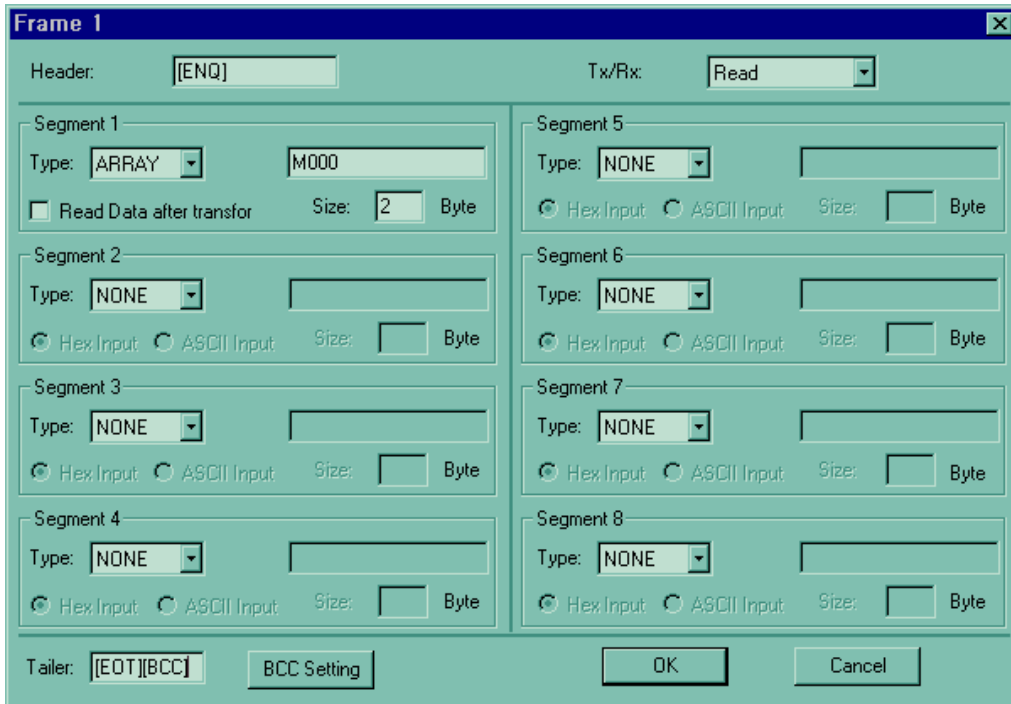 Frame 1
Header: [ENQ] Tx/Rx: Read
Segment 1
Type: ARRAY M000
Read Data after transfor Size: 2 Byte
Segment 2
Type: NONE
Hex Input ASCII Input Size: Byte
Segment 3
Type: NONE
Hex Input ASCII Input Size: Byte
Segment 4
Type: NONE
Hex Input ASCII Input Size: Byte
Segment 5
Type: NONE
Hex Input ASCII Input Size: Byte
Segment 6
Type: NONE
Hex Input ASCII Input Size: Byte
Segment 7
Type: NONE
Hex Input ASCII Input Size: Byte
Segment 8
Type: NONE
Hex Input ASCII Input Size: Byte
Tailer: [EOT][BCC] BCC Setting OK Cancel